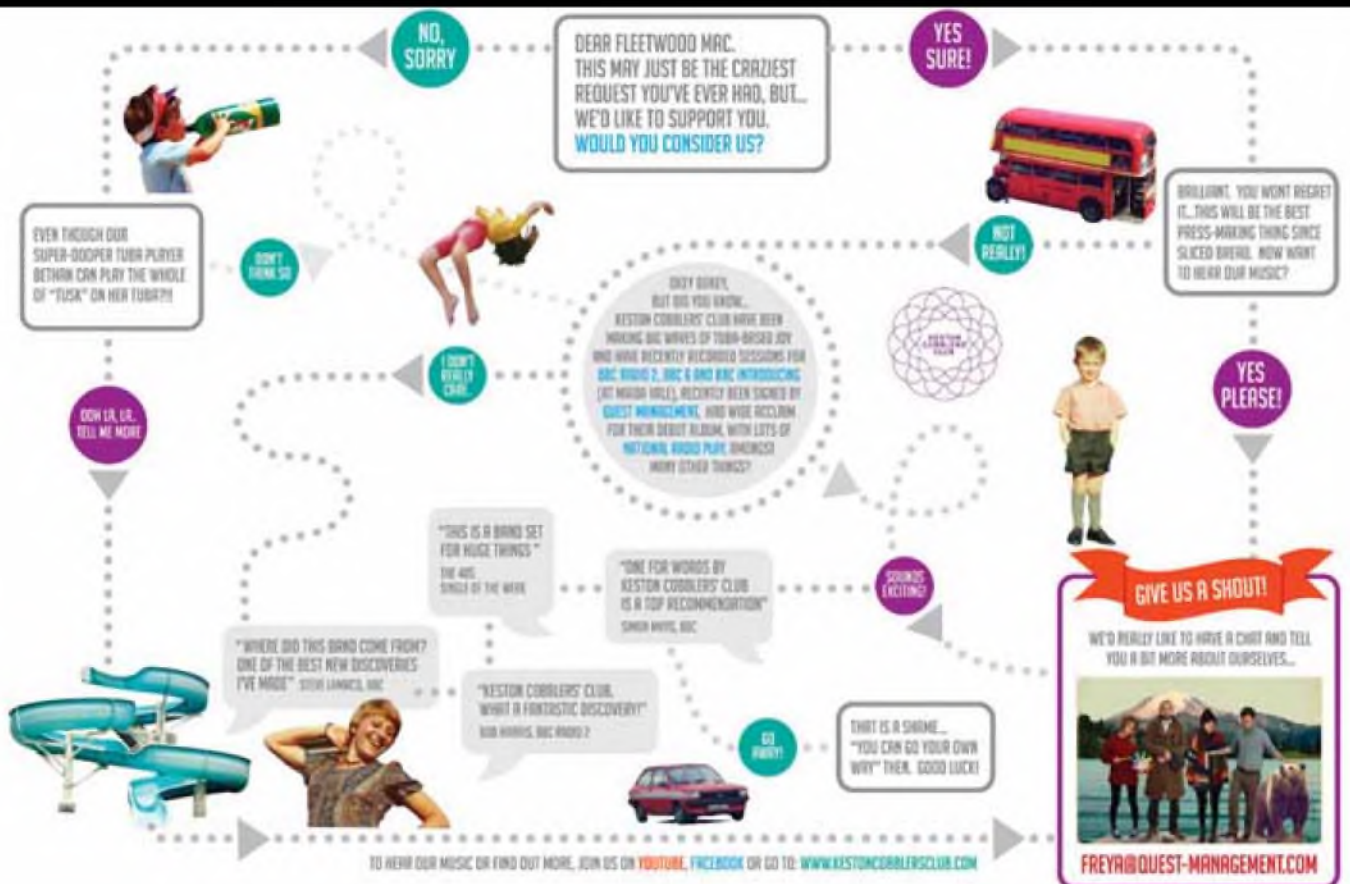 NO,
SORRY
DEAR FLEETWOOD MAC.
THIS MAY JUST BE THE CRAZIEST
REQUEST YOU'VE EVER HAD, BUT...
WE'D LIKE TO SUPPORT YOU.
WOULD YOU CONSIDER US?
YES
SURE!
EVEN THOUGH OUR
SUPER-DOOPER TUBA PLAYER
BETHAN CAN PLAY THE WHOLE
OF "TUSK" ON HER TUBA?!!
DON'T
THINK SO
NOT
REALLY!
BRILLIANT. YOU WONT REGRET
IT...THIS WILL BE THE BEST
PRESS-MAKING THING SINCE
SLICED BREAD. NOW WANT
TO HEAR OUR MUSIC?
OKEY DOKEY,
BUT DID YOU KNOW...
KESTON COBBLERS' CLUB HAVE BEEN
MAKING BIG WAVES OF TUBA-BASED JOY
AND HAVE RECENTLY RECORDED SESSIONS FOR
BBC RADIO 2, BBC 6 AND BBC INTRODUCING
(AT MAIDA VALE), RECENTLY BEEN SIGNED BY
QUEST MANAGEMENT, HAD WIDE ACCLAIM
FOR THEIR DEBUT ALBUM, WITH LOTS OF
NATIONAL RADIO PLAY, AMONGST
MANY OTHER THINGS?
KESTON
COBBLERS'
CLUB
I DON'T
REALLY
CARE..
OOH LA, LA..
TELL ME MORE
YES
PLEASE!
"THIS IS A BAND SET
FOR HUGE THINGS "
THE 405
SINGLE OF THE WEEK
"ONE FOR WORDS BY
KESTON COBBLERS' CLUB
IS A TOP RECOMMENDATION"
BBC
SOUNDS
EXCITING!
GIVE US A SHOUT!
WE'D REALLY LIKE TO HAVE A CHAT AND TELL
YOU A BIT MORE ABOUT OURSELVES...
"WHERE DID THIS BAND COME FROM?
ONE OF THE BEST NEW DISCOVERIES
I'VE MADE" STEVE LAMACQ, BBC
"KESTON COBBLERS' CLUB,
WHAT A FANTASTIC DISCOVERY!"
BOB HARRIS, BBC RADIO 2
GO
AWAY!
THAT IS A SHAME...
"YOU CAN GO YOUR OWN
WAY" THEN. GOOD LUCK!
FREYA@QUEST-MANAGEMENT.COM
TO HEAR OUR MUSIC OR FIND OUT MORE, JOIN US ON YOUTUBE, FACEBOOK OR GO TO: WWW.KESTONCOBBLERSCLUB.COM